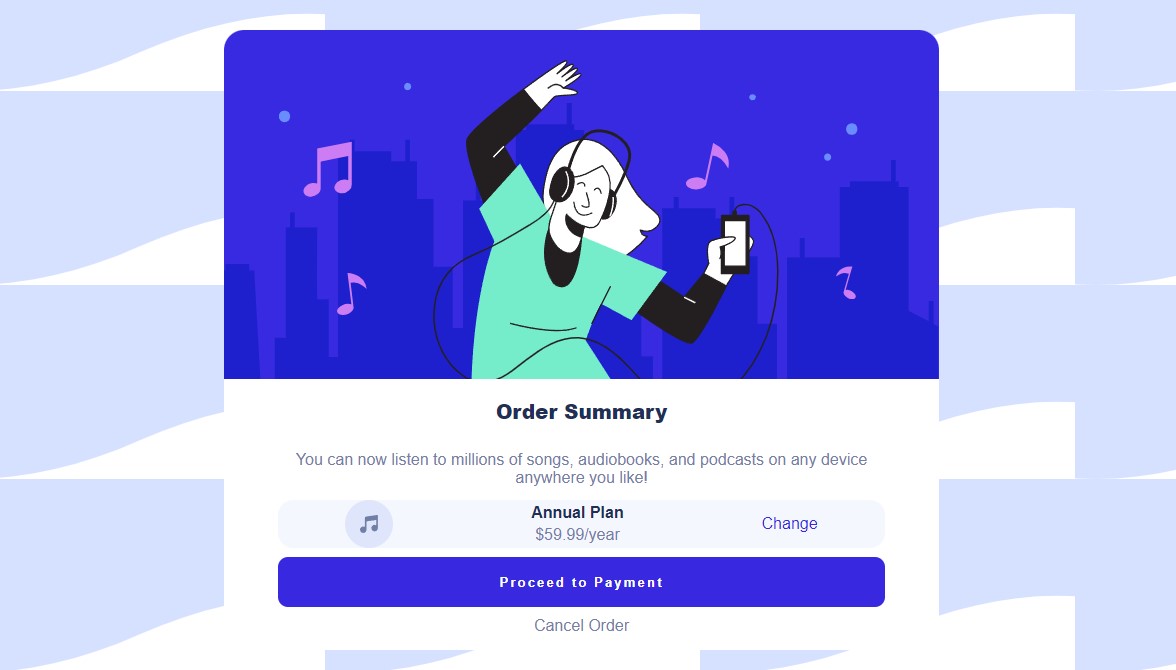 Order Summary
You can now listen to millions of songs, audiobooks, and podcasts on any device
anywhere you like!
Annual Plan
$59.99/year
Change
Proceed to Payment
Cancel Order